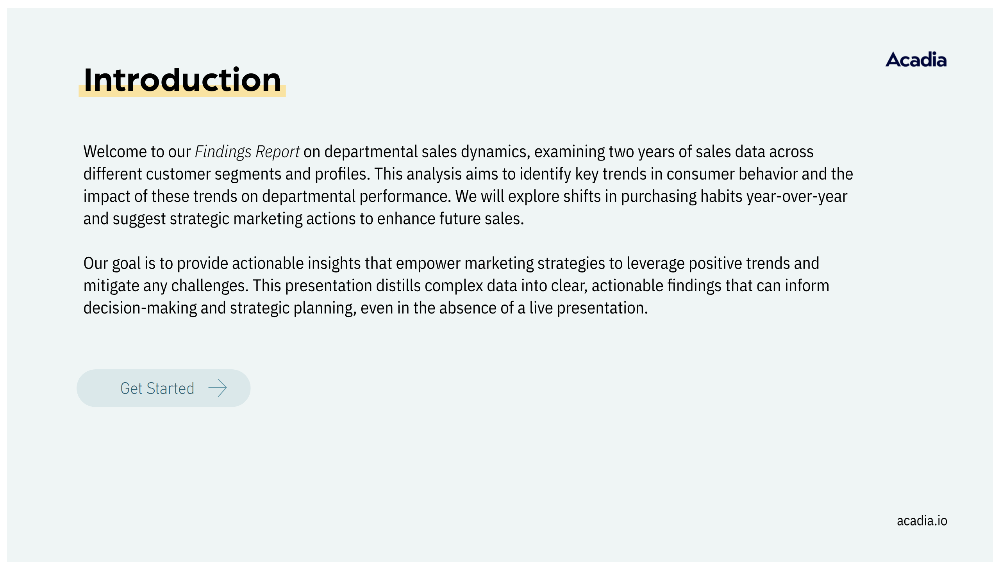 Acadia
Introduction
Welcome to our Findings Report on departmental sales dynamics, examining two years of sales data across
different customer segments and profiles. This analysis aims to identify key trends in consumer behavior and the
impact of these trends on departmental performance. We will explore shifts in purchasing habits year-over-year
and suggest strategic marketing actions to enhance future sales.
Our goal is to provide actionable insights that empower marketing strategies to leverage positive trends and
mitigate any challenges. This presentation distills complex data into clear, actionable findings that can inform
decision-making and strategic planning, even in the absence of a live presentation.
Get Started
acadia.io